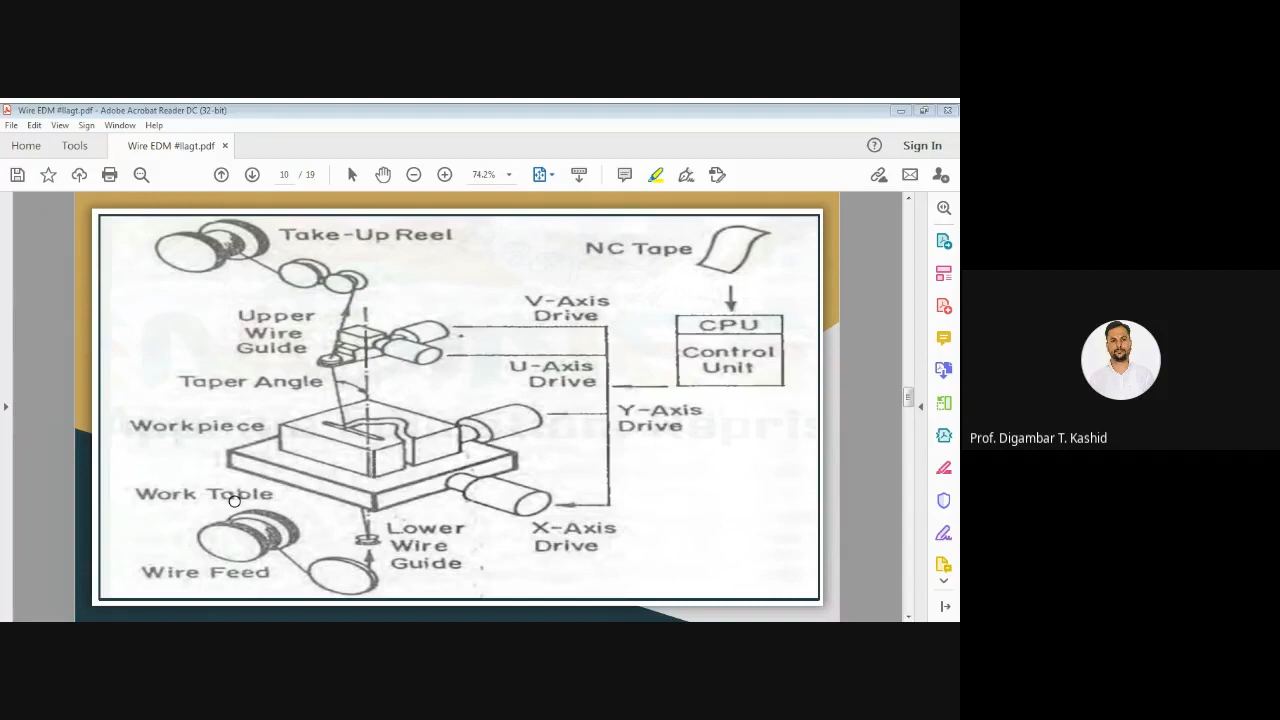 Wire EDM #llagt.pdf - Adobe Acrobat Reader DC (32-bit)
File Edit View Sign Window Help
Home Tools Wire EDM #llagt.pdf × Sign In
10 / 19 74.2%
Take-Up Reel
NC Tape
Upper
Wire
Guide
V-Axis
Drive
CPU
Control
Unit
Taper Angle
U-Axis
Drive
Workpiece
Y-Axis
Drive
Work Table
Lower
Wire
Guide
X-Axis
Drive
Wire Feed
Prof. Digambar T. Kashid